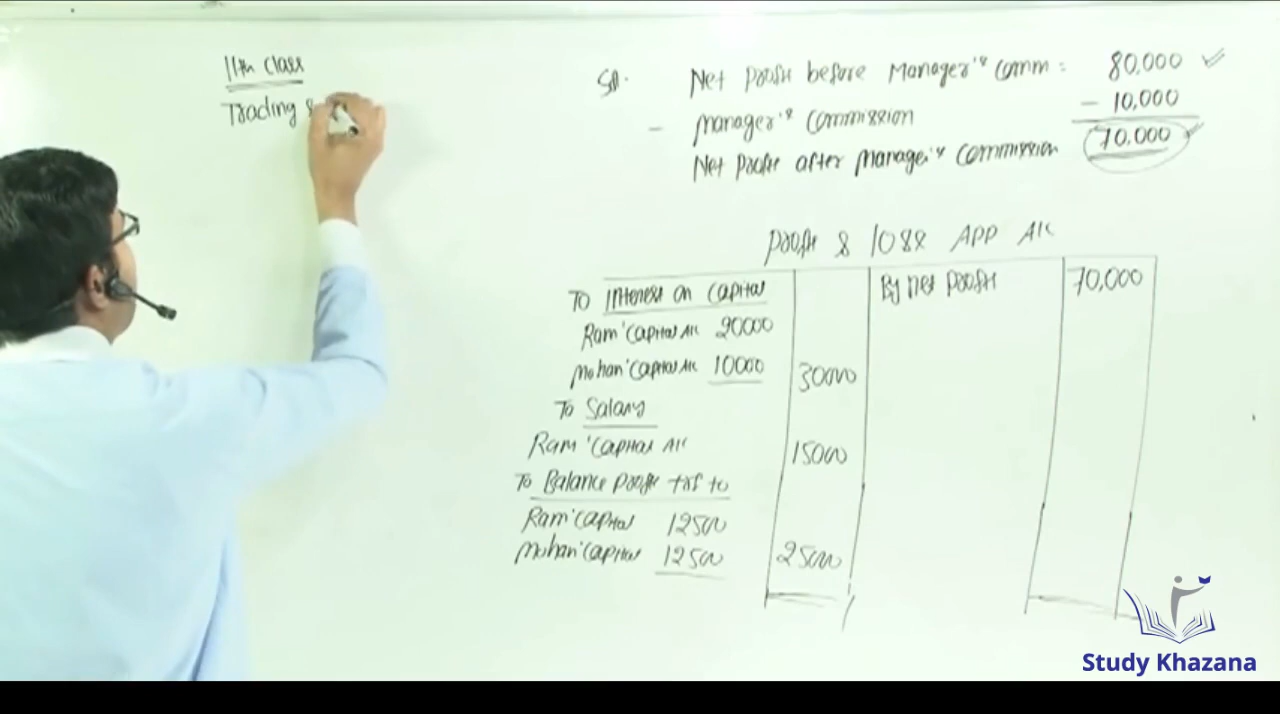 11th Class
Trading &
Sol. Net Profit before Manager's Comm = 80,000
- Manager's Commission - 10,000
Net Profit after Manager's Commission 70,000
Profit & loss APP A/c
To Interest on Capital By Net Profit 70,000
Ram' Capital A/c 20000
Mohan' Capital A/c 10000 30000
To Salary
Ram 'Capital A/c 15000
To Balance Profit trf to
Ram' Capital 12500
Mohan' Capital 12500 25000
Study Khazana